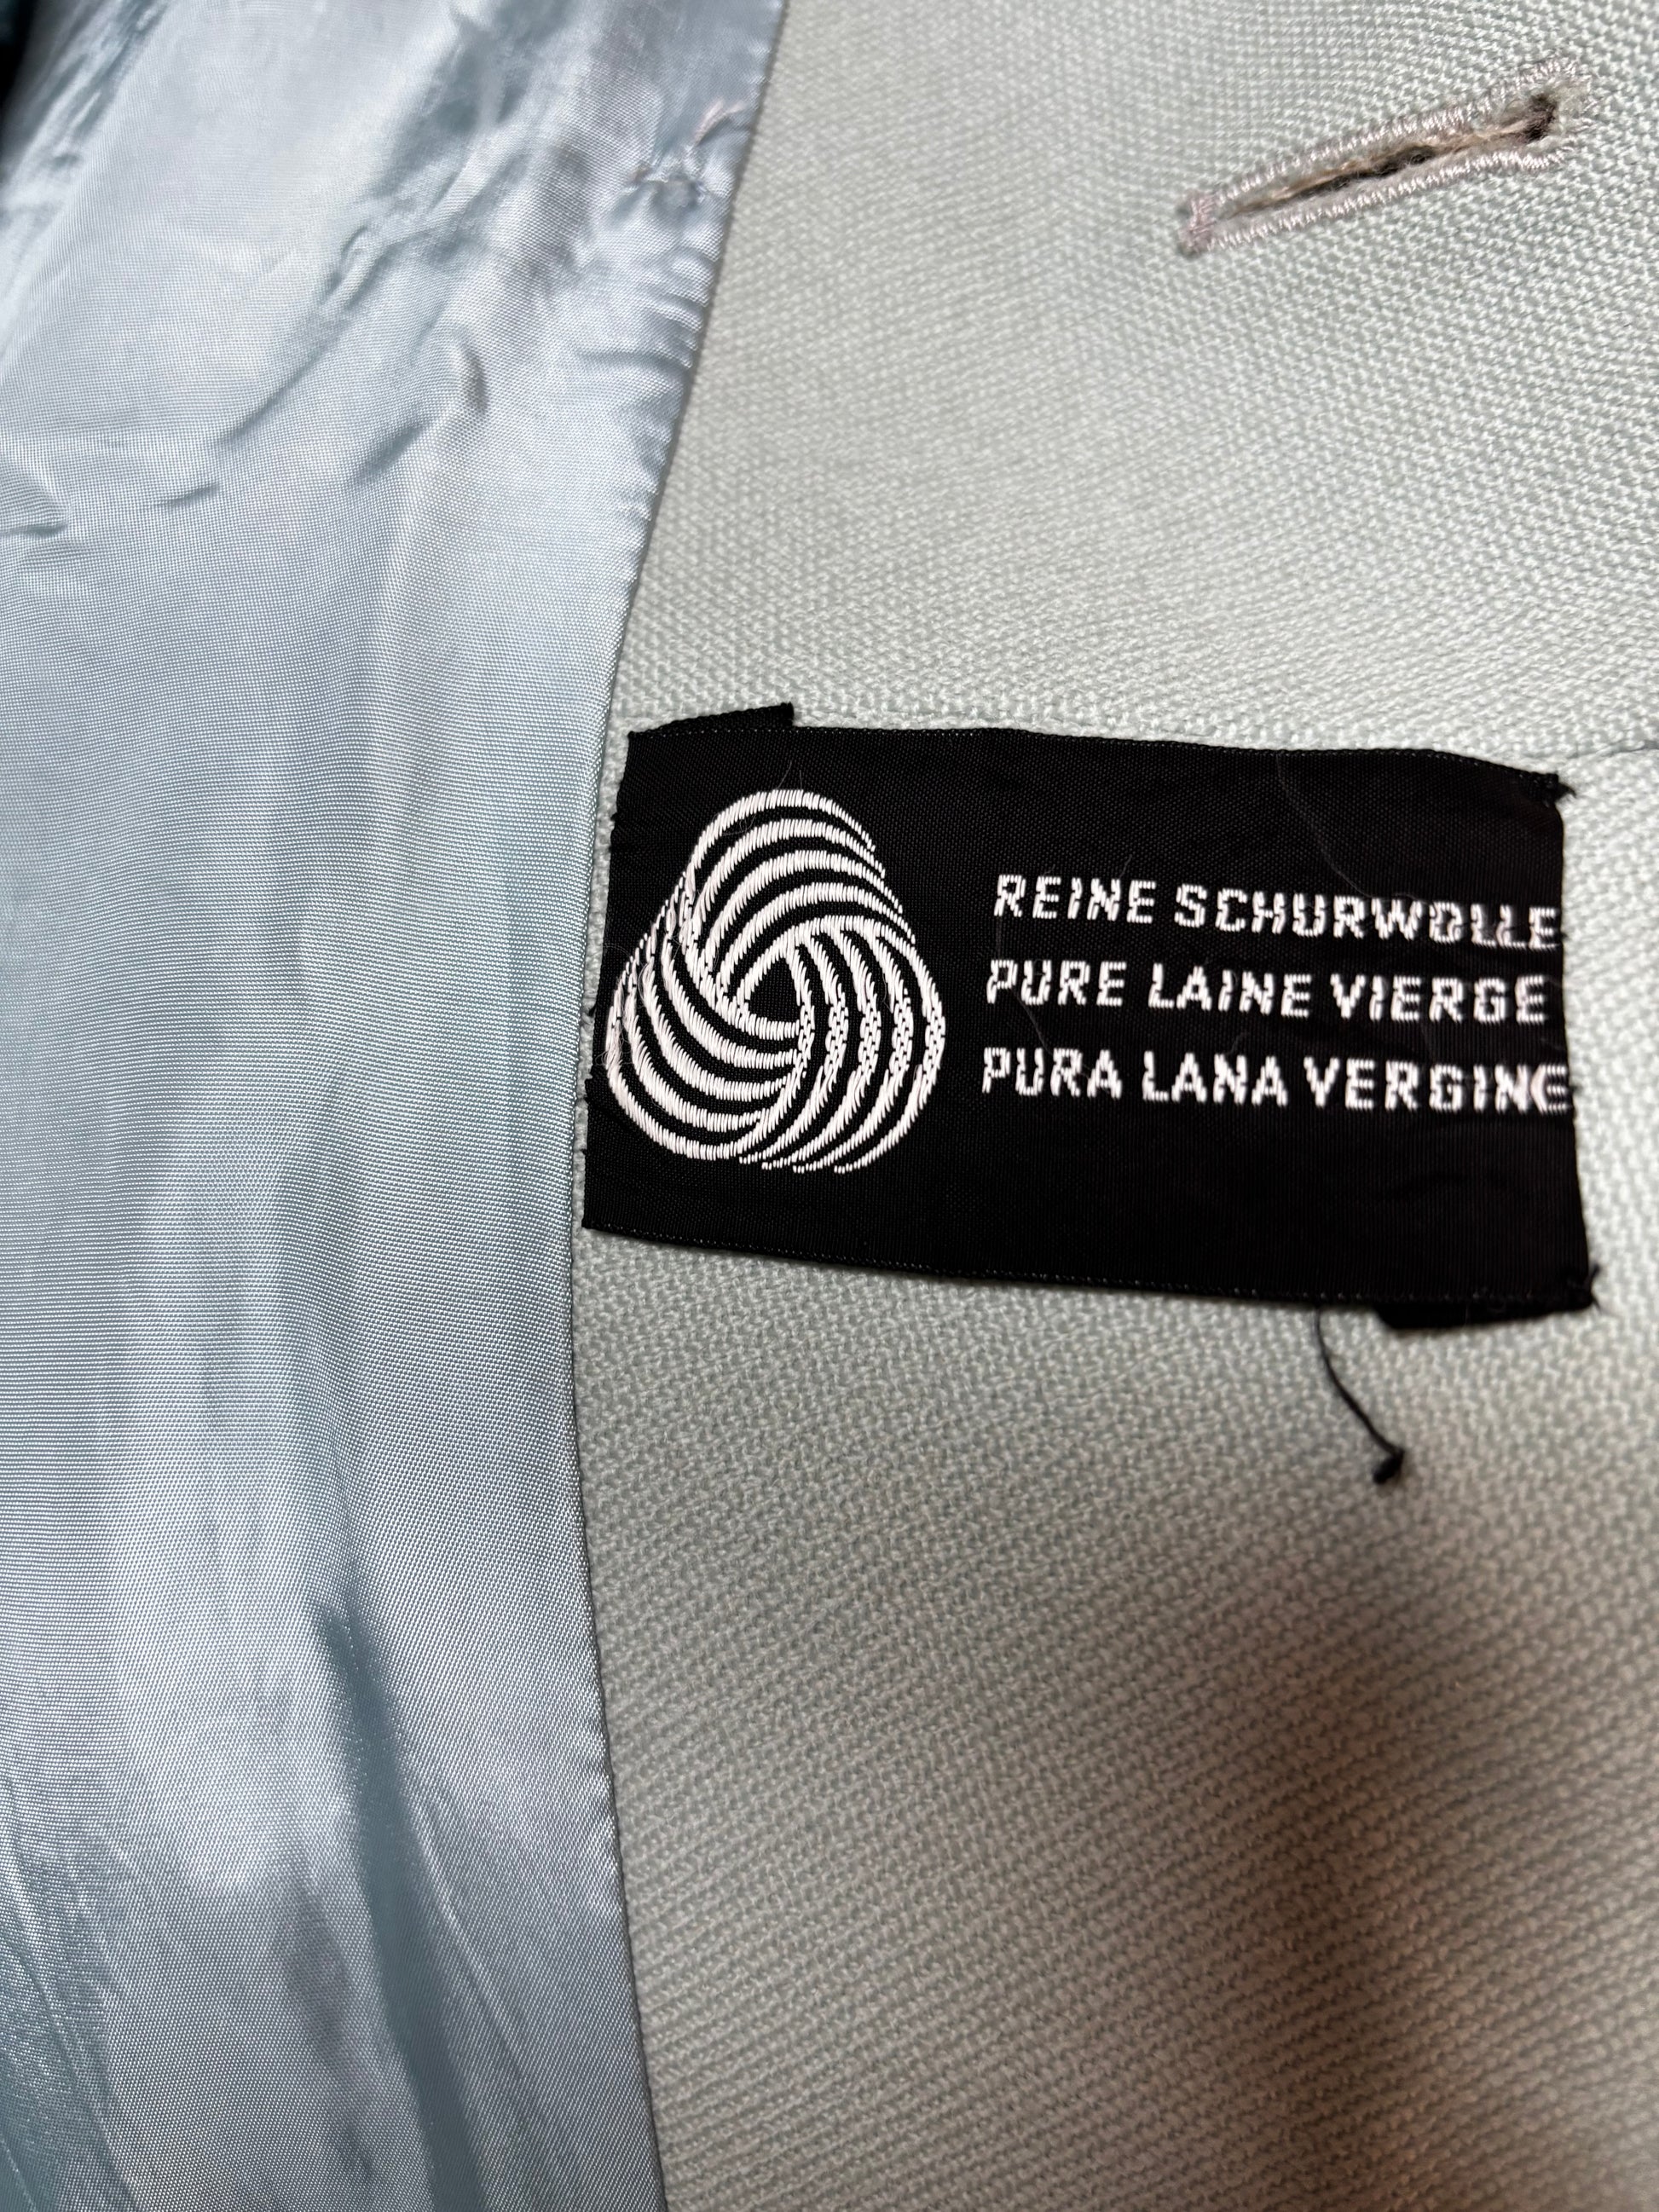 REINE SCHURWOLLE
PURE LAINE VIERGE
PURA LANA VERGINE